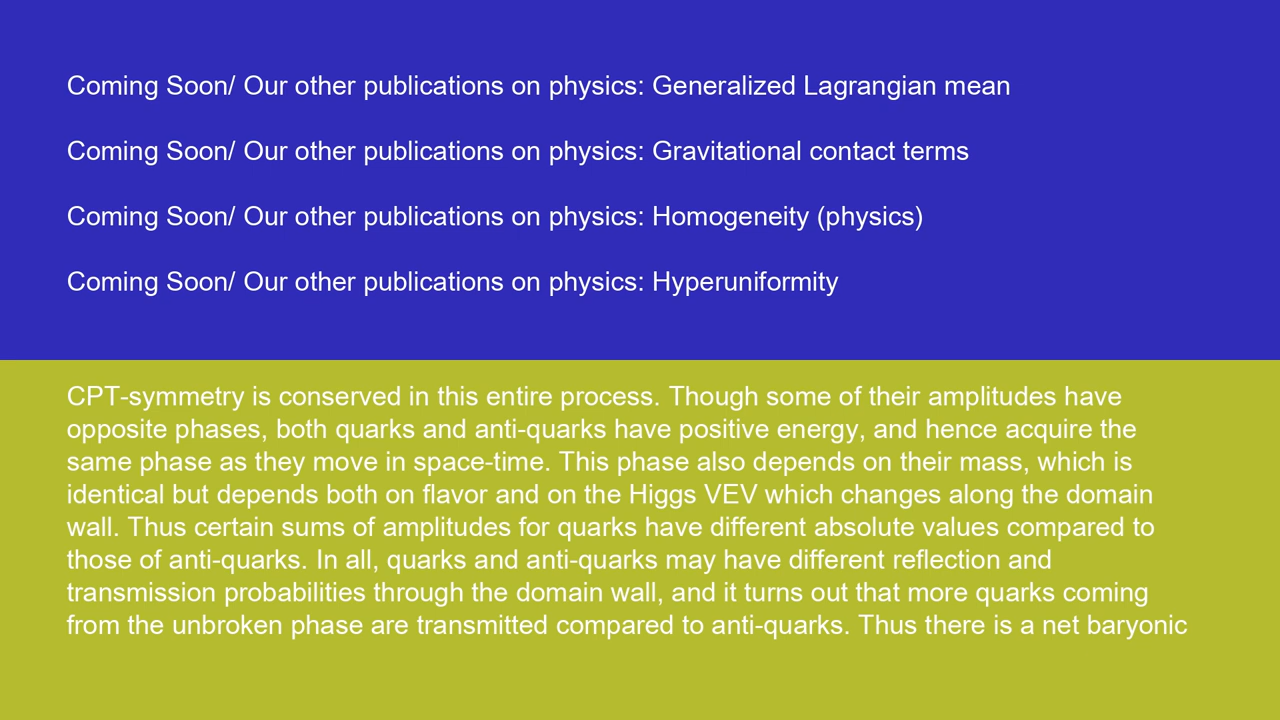 Coming Soon/ Our other publications on physics: Generalized Lagrangian mean
Coming Soon/ Our other publications on physics: Gravitational contact terms
Coming Soon/ Our other publications on physics: Homogeneity (physics)
Coming Soon/ Our other publications on physics: Hyperuniformity
CPT-symmetry is conserved in this entire process. Though some of their amplitudes have
opposite phases, both quarks and anti-quarks have positive energy, and hence acquire the
same phase as they move in space-time. This phase also depends on their mass, which is
identical but depends both on flavor and on the Higgs VEV which changes along the domain
wall. Thus certain sums of amplitudes for quarks have different absolute values compared to
those of anti-quarks. In all, quarks and anti-quarks may have different reflection and
transmission probabilities through the domain wall, and it turns out that more quarks coming
from the unbroken phase are transmitted compared to anti-quarks. Thus there is a net baryonic